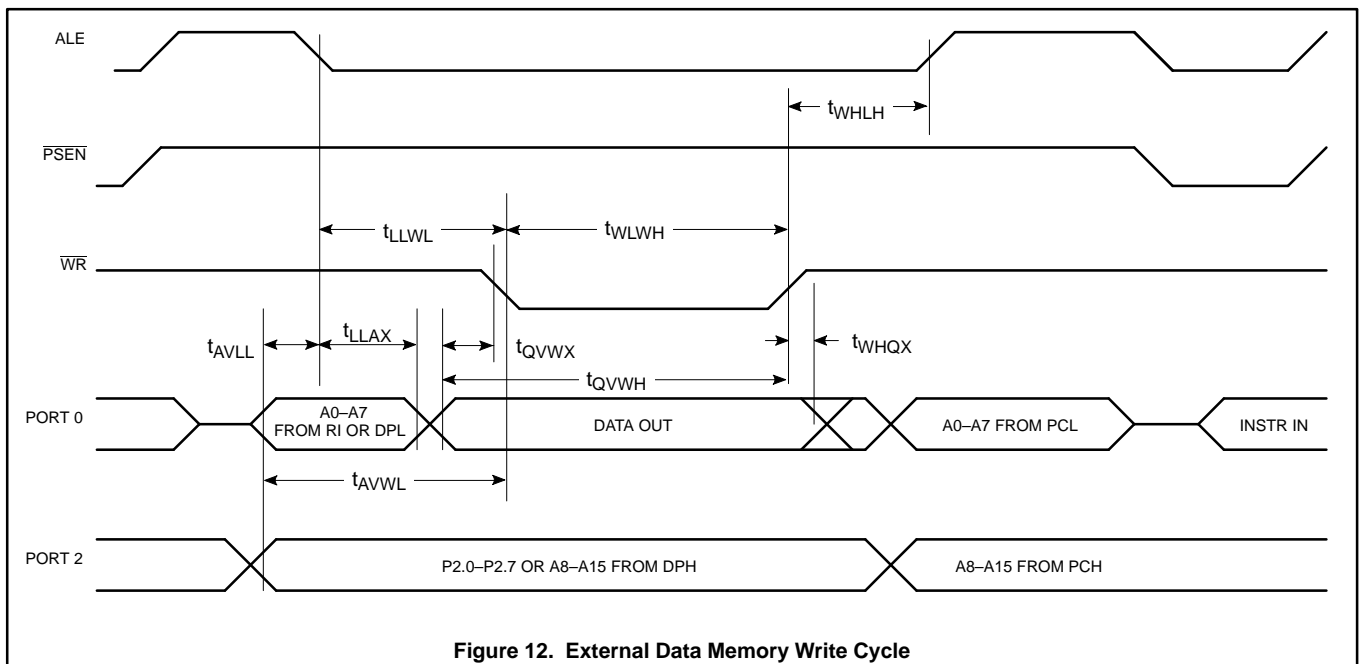 ALE
tWHLH
PSEN
tLLWL
tWLWH
WR
tAVLL
tLLAX
tQVWX
tWHQX
tQVWH
PORT 0
A0–A7
FROM RI OR DPL
DATA OUT
A0–A7 FROM PCL
INSTR IN
tAVWL
PORT 2
P2.0–P2.7 OR A8–A15 FROM DPH
A8–A15 FROM PCH
Figure 12. External Data Memory Write Cycle